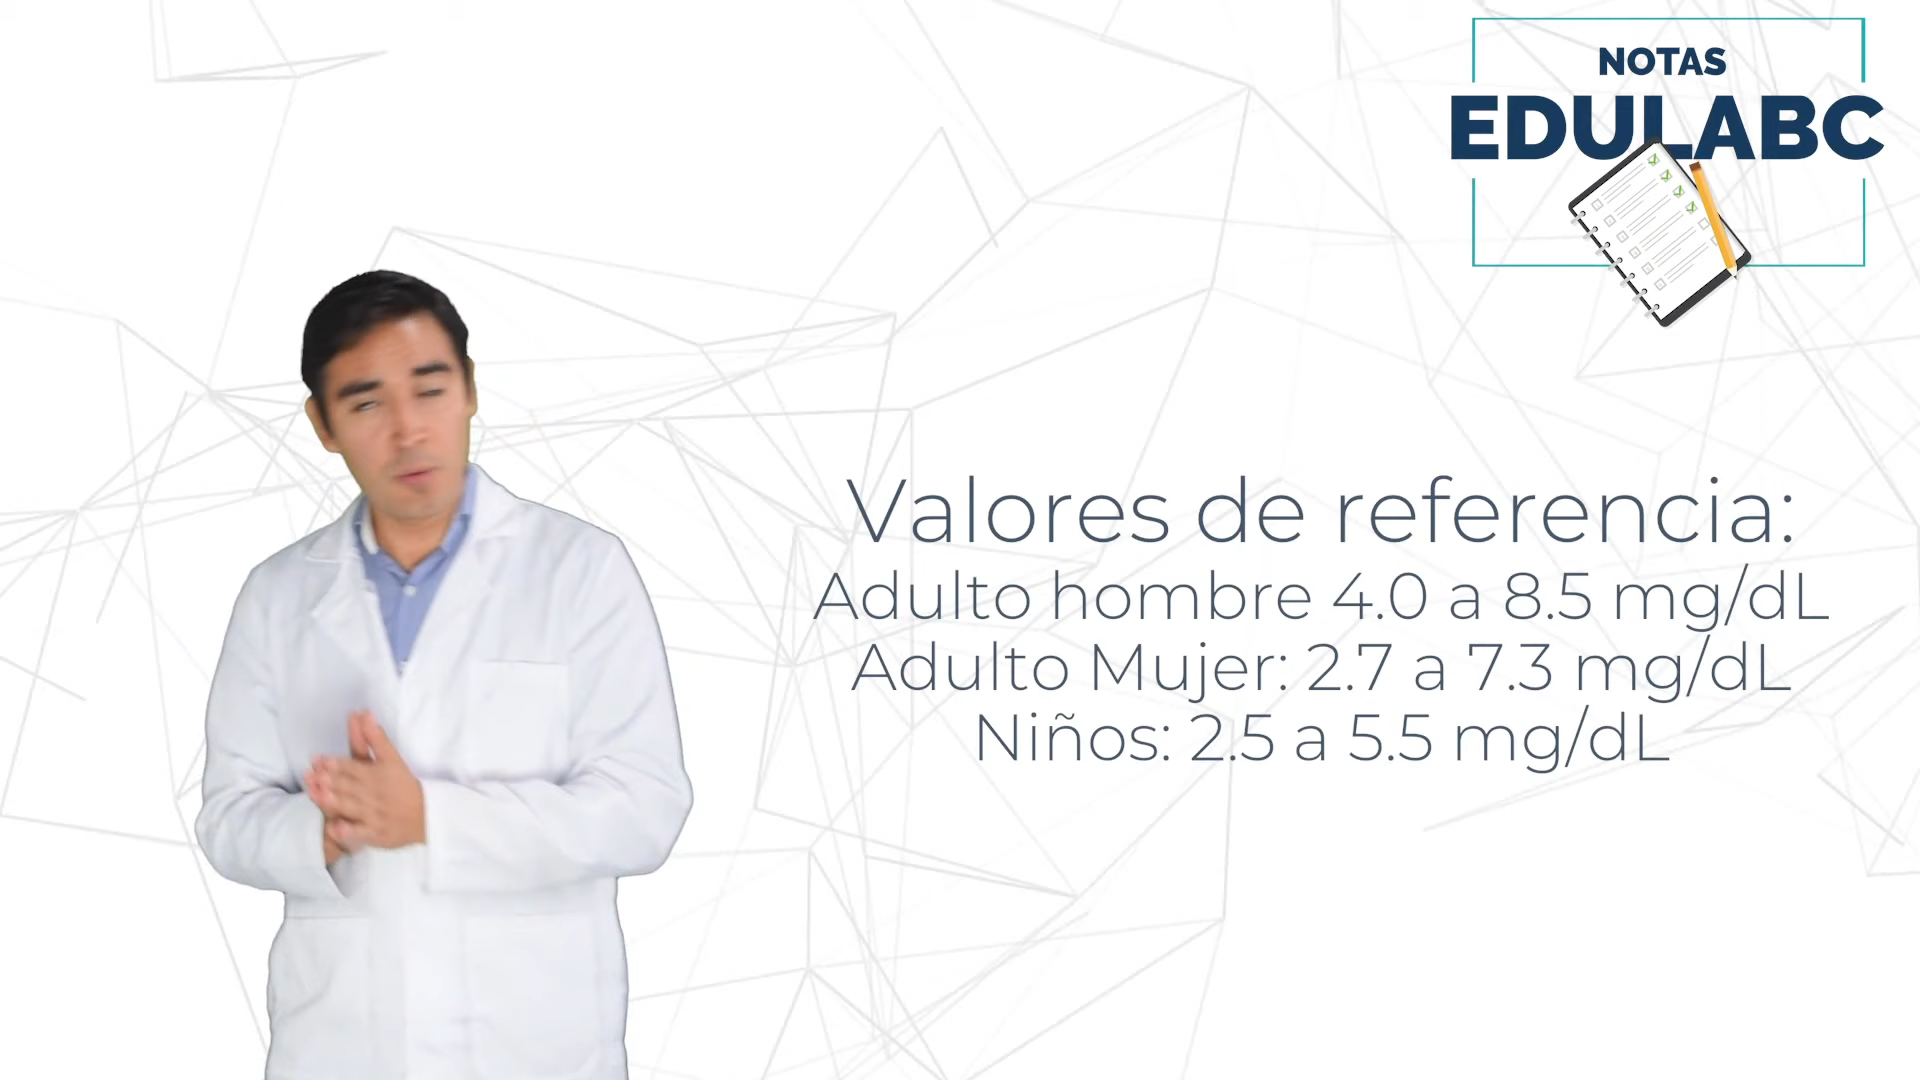 NOTAS
EDULABC
Valores de referencia:
Adulto hombre 4.0 a 8.5 mg/dL
Adulto Mujer: 2.7 a 7.3 mg/dL
Niños: 2.5 a 5.5 mg/dL